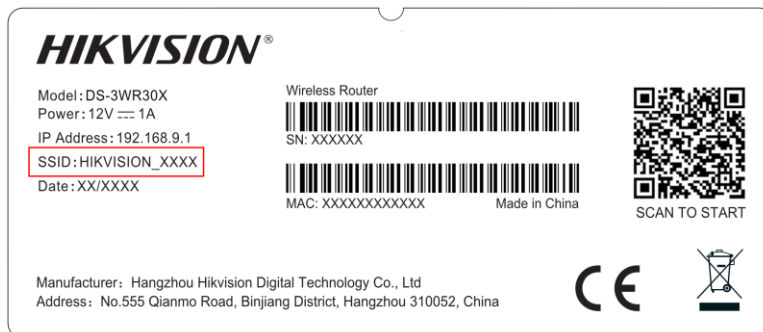 HIKVISION®
Model:DS-3WR30X
Power:12V ⎓ 1A
IP Address:192.168.9.1
SSID:HIKVISION_XXXX
Date:XX/XXXX
Wireless Router
SN: XXXXXX
MAC: XXXXXXXXXXXX Made in China
SCAN TO START
Manufacturer: Hangzhou Hikvision Digital Technology Co., Ltd
Address: No.555 Qianmo Road, Binjiang District, Hangzhou 310052, China
CE